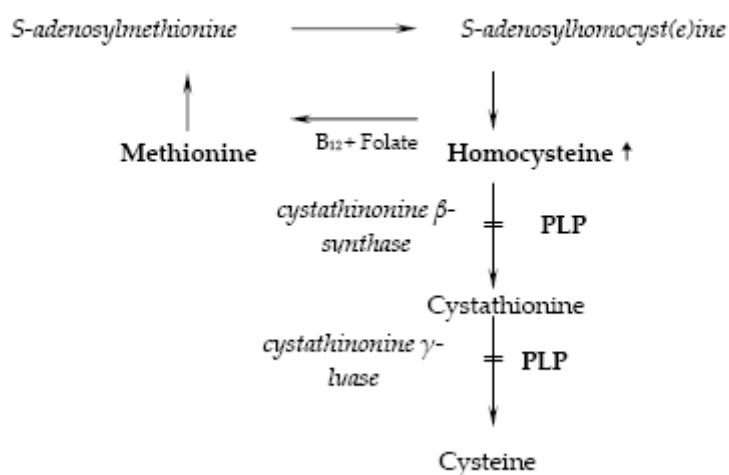 S-adenosylmethionine S-adenosylhomocyst(e)ine
B12+ Folate
Methionine Homocysteine ↑
cystathinonine β-
synthase
PLP
Cystathionine
cystathinonine γ-
lyase
PLP
Cysteine